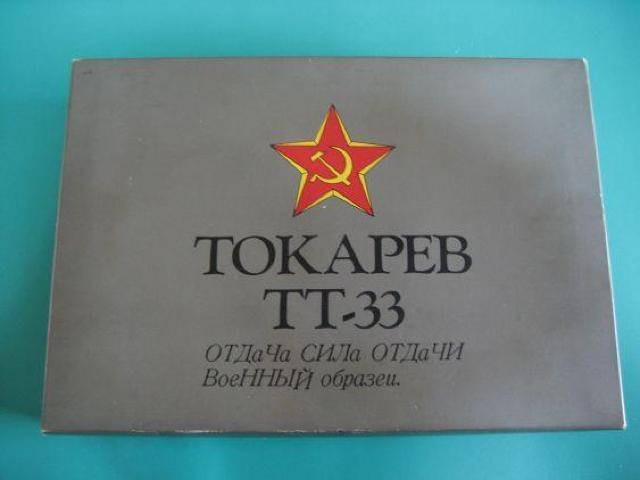 ТОКАРЕВ
ТТ-33
ОТДаЧа СИЛа ОТДаЧИ
ВоеННЫЙ образеи.